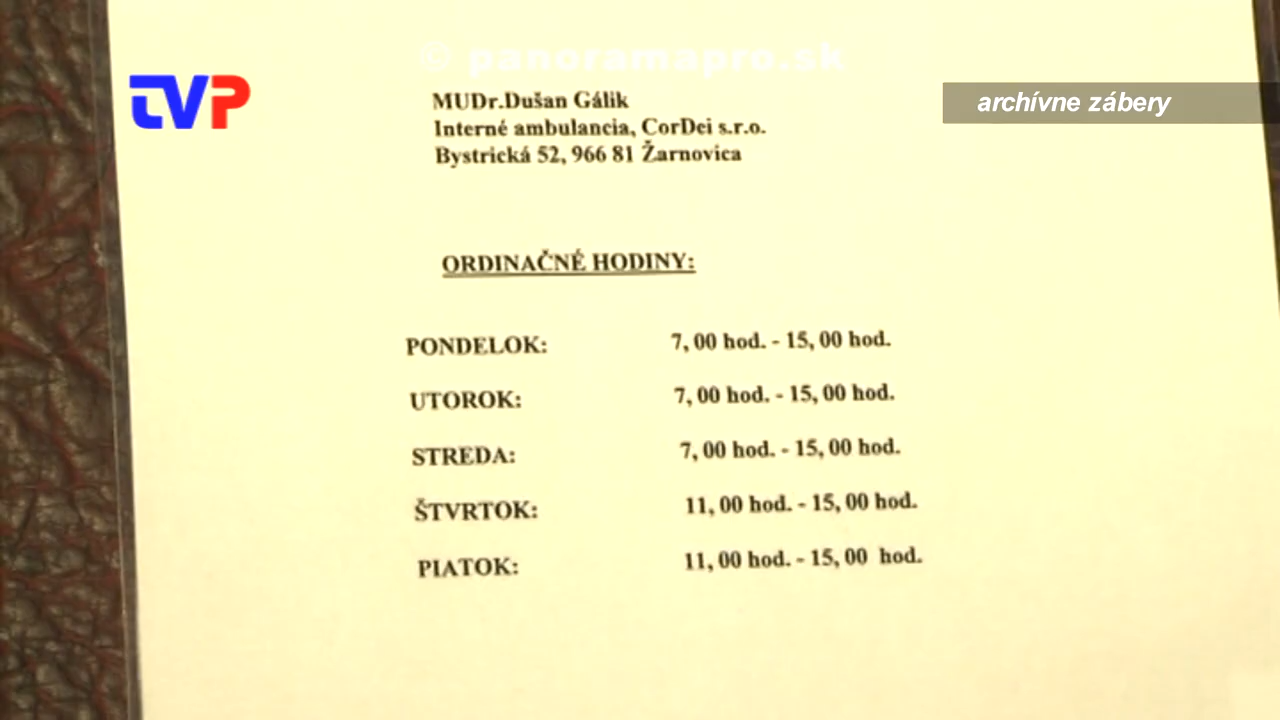 © panoramapro.sk
TVP
archívne zábery
MUDr.Dušan Gálik
Interné ambulancia, CorDei s.r.o.
Bystrická 52, 966 81 Žarnovica
ORDINAČNÉ HODINY:
PONDELOK: 7, 00 hod. - 15, 00 hod.
UTOROK: 7, 00 hod. - 15, 00 hod.
STREDA: 7, 00 hod. - 15, 00 hod.
ŠTVRTOK: 11, 00 hod. - 15, 00 hod.
PIATOK: 11, 00 hod. - 15, 00 hod.